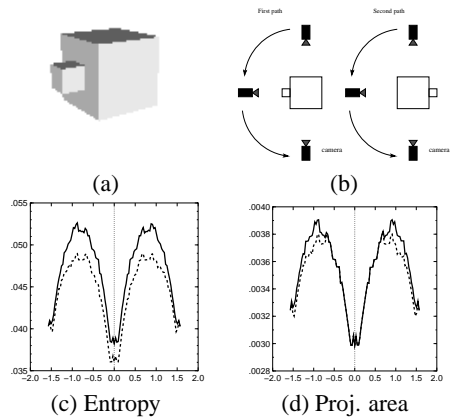 First path
Second path
camera
camera
(a)
(b)
.055
.050
.045
.040
.035
−2.0 −1.5 −1.0 −0.5 0.0 0.5 1.0 1.5 2.0
.0040
.0038
.0036
.0034
.0032
.0030
.0028
−2.0 −1.5 −1.0 −0.5 0.0 0.5 1.0 1.5 2.0
(c) Entropy
(d) Proj. area